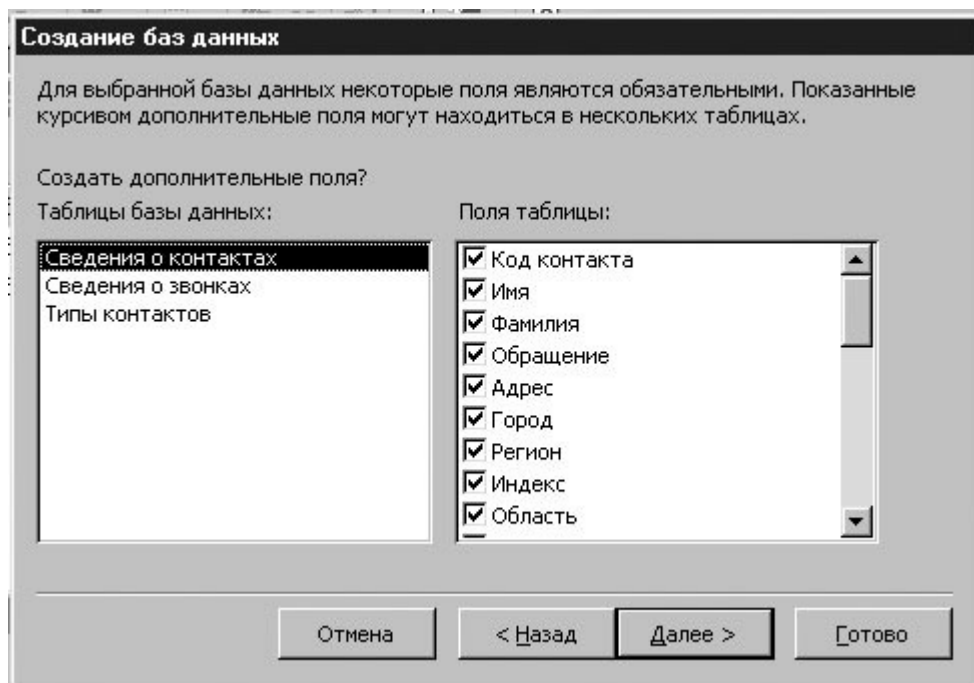 Создание баз данных
Для выбранной базы данных некоторые поля являются обязательными. Показанные
курсивом дополнительные поля могут находиться в нескольких таблицах.
Создать дополнительные поля?
Таблицы базы данных:
Поля таблицы:
Сведения о контактах
Сведения о звонках
Типы контактов
Код контакта
Имя
Фамилия
Обращение
Адрес
Город
Регион
Индекс
Область
Отмена
< Назад
Далее >
Готово